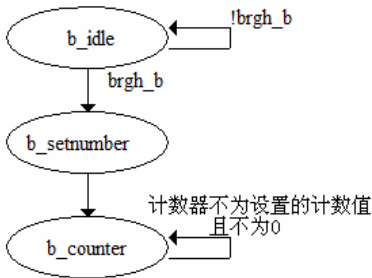 !brgh_b
b_idle
brgh_b
b_setnumber
计数器不为设置的计数值
且不为0
b_counter